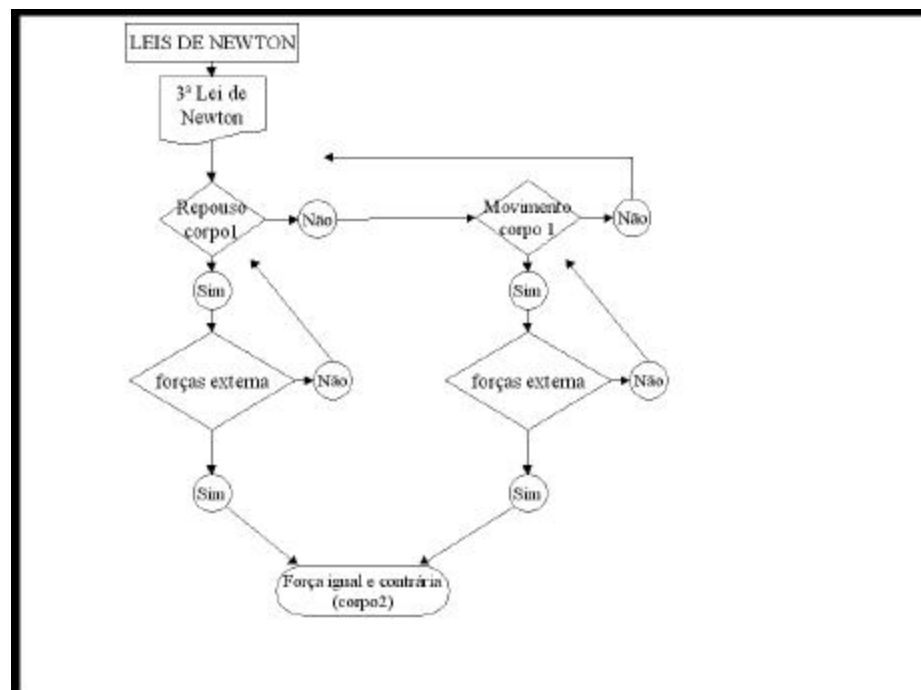 LEIS DE NEWTON
3ª Lei de
Newton
Repouso
corpo1
Não
Movimento
corpo 1
Não
Sim
Sim
forças externa
Não
forças externa
Não
Sim
Sim
Força igual e contrária
(corpo2)